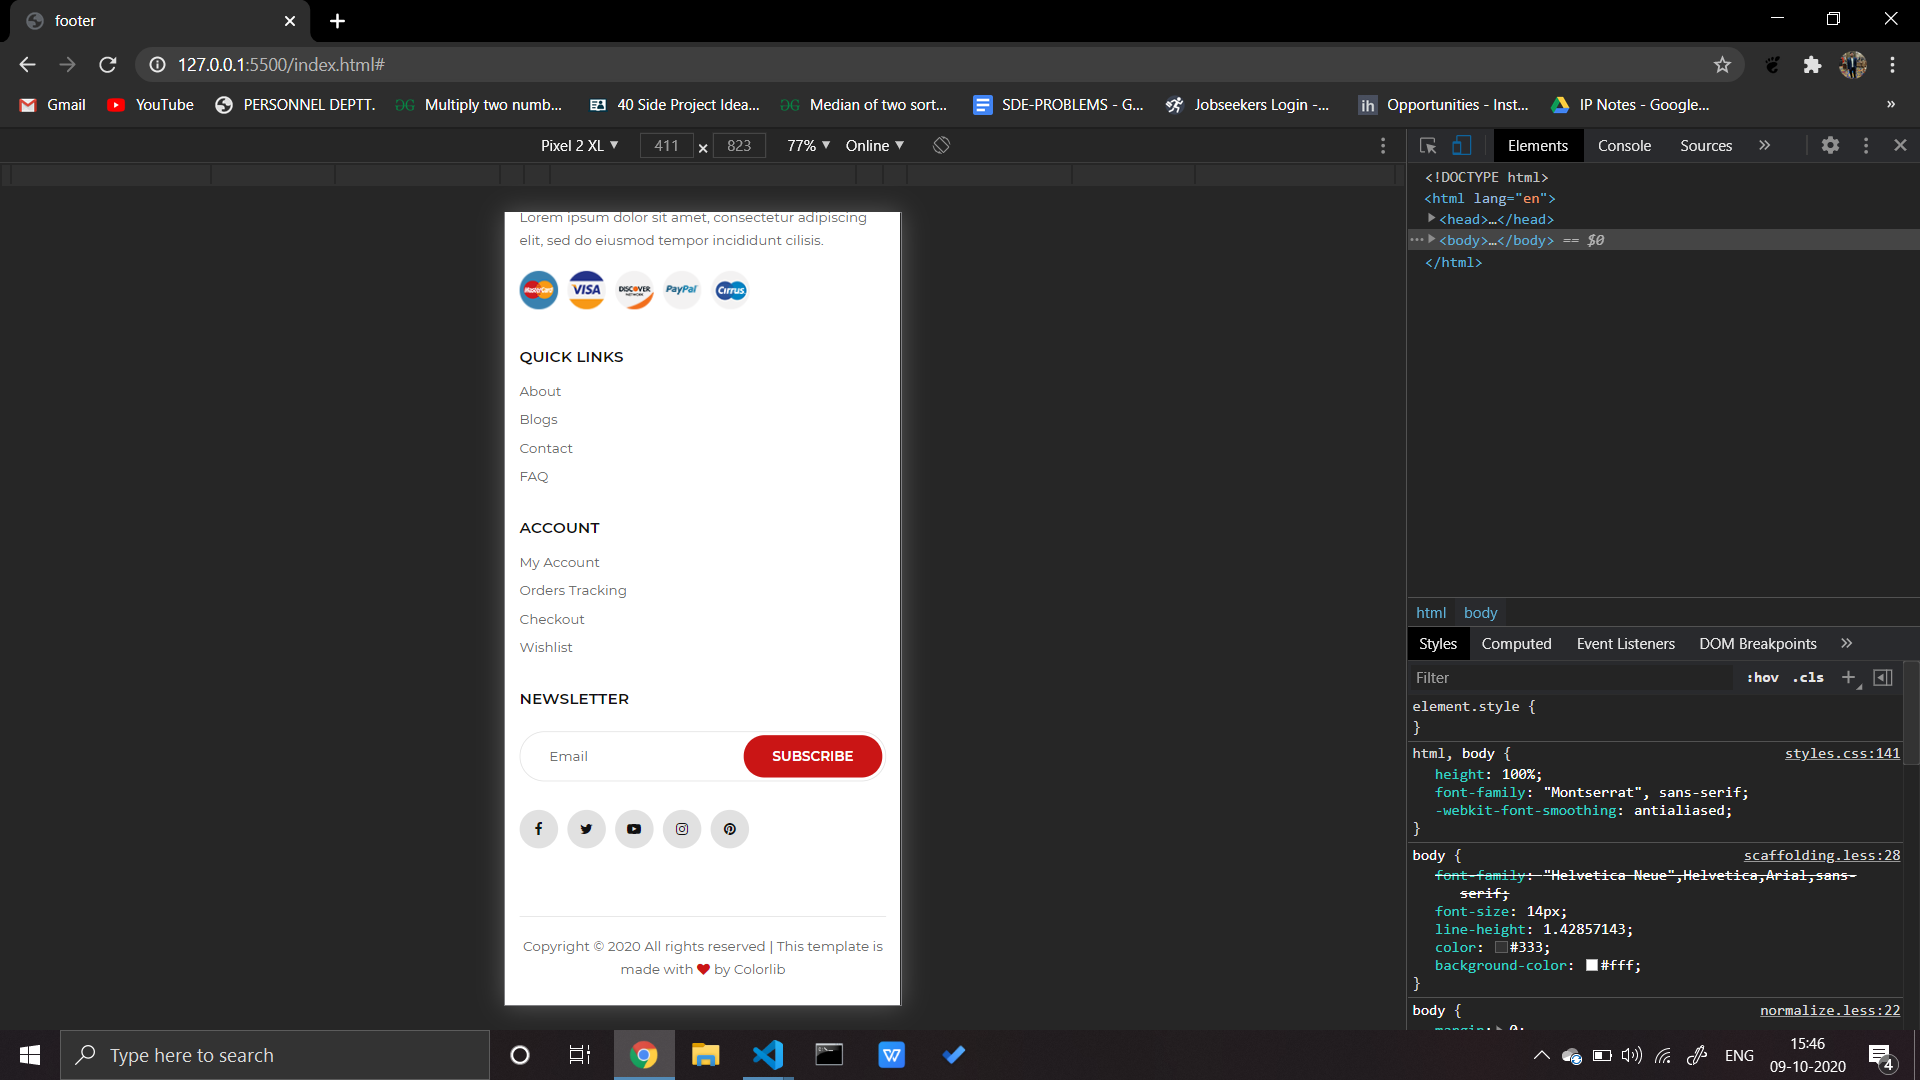 footer
127.0.0.1:5500/index.html#
Gmail YouTube PERSONNEL DEPTT. Multiply two numb... 40 Side Project Idea... Median of two sort... SDE-PROBLEMS - G... Jobseekers Login -... Opportunities - Inst... IP Notes - Google... »
Pixel 2 XL ▼ 411 × 823 77% ▼ Online ▼
Elements Console Sources »
<!DOCTYPE html>
<html lang="en">
<head>…</head>
<body>…</body> == $0
</html>
Lorem ipsum dolor sit amet, consectetur adipiscing
elit, sed do eiusmod tempor incididunt cilisis.
MasterCard VISA DISCOVER NETWORK PayPal Cirrus
QUICK LINKS
About
Blogs
Contact
FAQ
ACCOUNT
My Account
Orders Tracking
Checkout
Wishlist
NEWSLETTER
Email SUBSCRIBE
Copyright © 2020 All rights reserved | This template is
made with ❤ by Colorlib
html body
Styles Computed Event Listeners DOM Breakpoints »
Filter :hov .cls +
element.style {
}
html, body { styles.css:141
height: 100%;
font-family: "Montserrat", sans-serif;
-webkit-font-smoothing: antialiased;
}
body { scaffolding.less:28
font-family: "Helvetica Neue",Helvetica,Arial,sans-
serif;
font-size: 14px;
line-height: 1.42857143;
color: #333;
background-color: #fff;
}
body { normalize.less:22
margin: 0;
Type here to search
ENG 15:46
09-10-2020
4